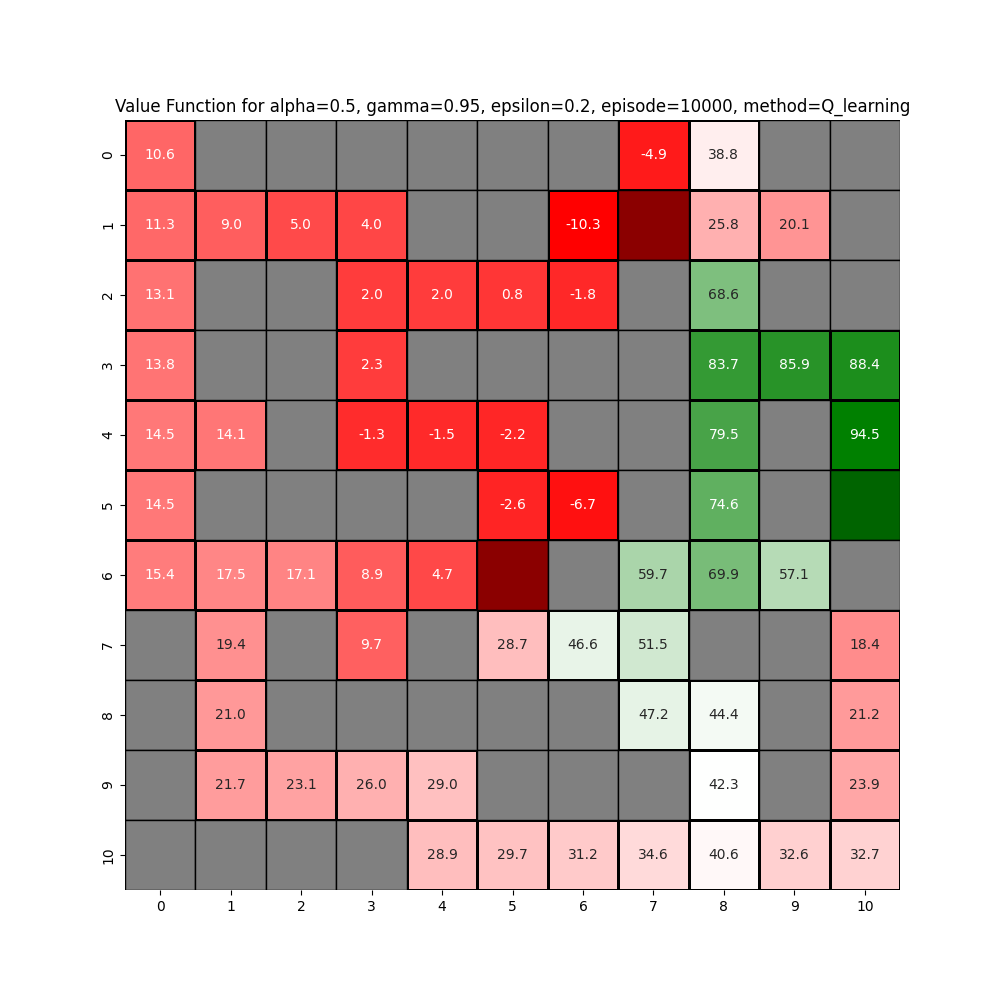 Value Function for alpha=0.5, gamma=0.95, epsilon=0.2, episode=10000, method=Q_learning
0 10.6 -4.9 38.8
1 11.3 9.0 5.0 4.0 -10.3 25.8 20.1
2 13.1 2.0 2.0 0.8 -1.8 68.6
3 13.8 2.3 83.7 85.9 88.4
4 14.5 14.1 -1.3 -1.5 -2.2 79.5 94.5
5 14.5 -2.6 -6.7 74.6
6 15.4 17.5 17.1 8.9 4.7 59.7 69.9 57.1
7 19.4 9.7 28.7 46.6 51.5 18.4
8 21.0 47.2 44.4 21.2
9 21.7 23.1 26.0 29.0 42.3 23.9
10 28.9 29.7 31.2 34.6 40.6 32.6 32.7
0 1 2 3 4 5 6 7 8 9 10